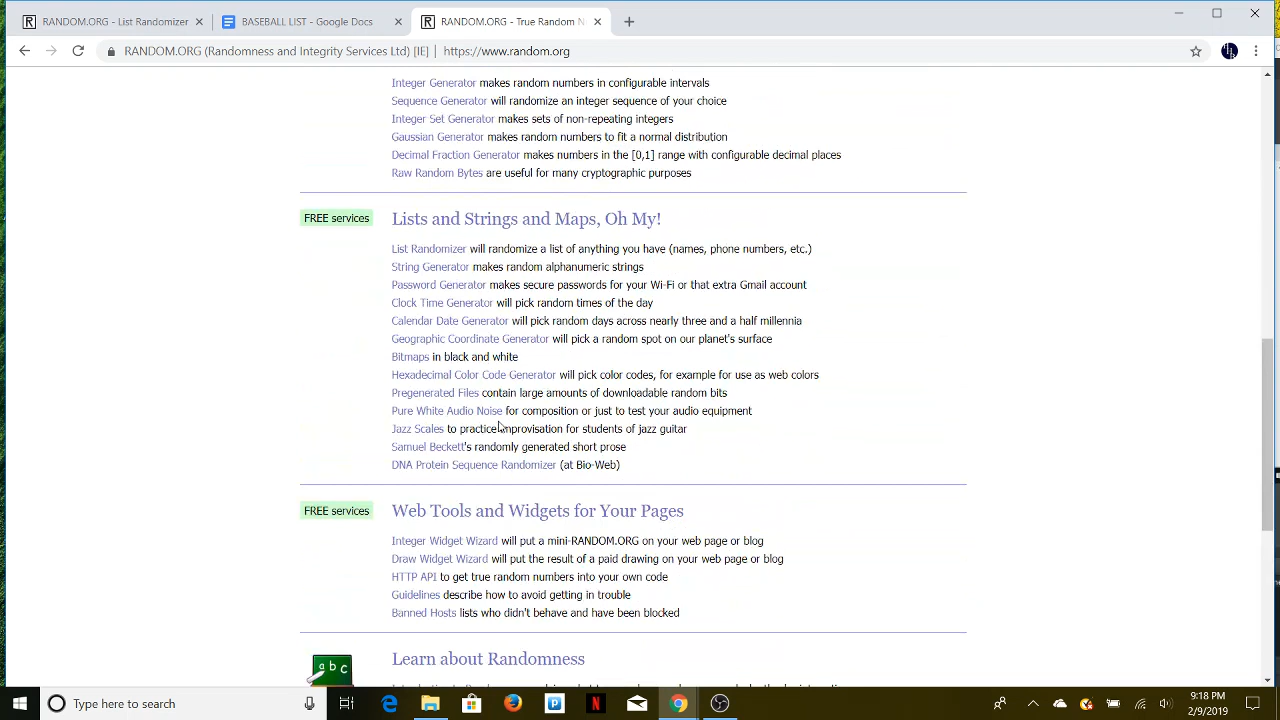 RANDOM.ORG - List Randomizer
BASEBALL LIST - Google Docs
RANDOM.ORG - True Random N
RANDOM.ORG (Randomness and Integrity Services Ltd) [IE] | https://www.random.org
Integer Generator makes random numbers in configurable intervals
Sequence Generator will randomize an integer sequence of your choice
Integer Set Generator makes sets of non-repeating integers
Gaussian Generator makes random numbers to fit a normal distribution
Decimal Fraction Generator makes numbers in the [0,1] range with configurable decimal places
Raw Random Bytes are useful for many cryptographic purposes
FREE services
Lists and Strings and Maps, Oh My!
List Randomizer will randomize a list of anything you have (names, phone numbers, etc.)
String Generator makes random alphanumeric strings
Password Generator makes secure passwords for your Wi-Fi or that extra Gmail account
Clock Time Generator will pick random times of the day
Calendar Date Generator will pick random days across nearly three and a half millennia
Geographic Coordinate Generator will pick a random spot on our planet's surface
Bitmaps in black and white
Hexadecimal Color Code Generator will pick color codes, for example for use as web colors
Pregenerated Files contain large amounts of downloadable random bits
Pure White Audio Noise for composition or just to test your audio equipment
Jazz Scales to practice improvisation for students of jazz guitar
Samuel Beckett's randomly generated short prose
DNA Protein Sequence Randomizer (at Bio-Web)
FREE services
Web Tools and Widgets for Your Pages
Integer Widget Wizard will put a mini-RANDOM.ORG on your web page or blog
Draw Widget Wizard will put the result of a paid drawing on your web page or blog
HTTP API to get true random numbers into your own code
Guidelines describe how to avoid getting in trouble
Banned Hosts lists who didn't behave and have been blocked
a b c
Learn about Randomness
Type here to search
9:18 PM
2/9/2019